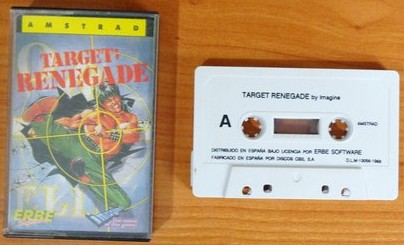 AMSTRAD
TARGET:
RENEGADE
ERBE
TARGET RENEGADE by Imagine
A
AMSTRAD
DISTRIBUIDO EN ESPAÑA BAJO LICENCIA POR ERBE SOFTWARE
FABRICADO EN ESPAÑA POR DISCOS CBS, S.A.